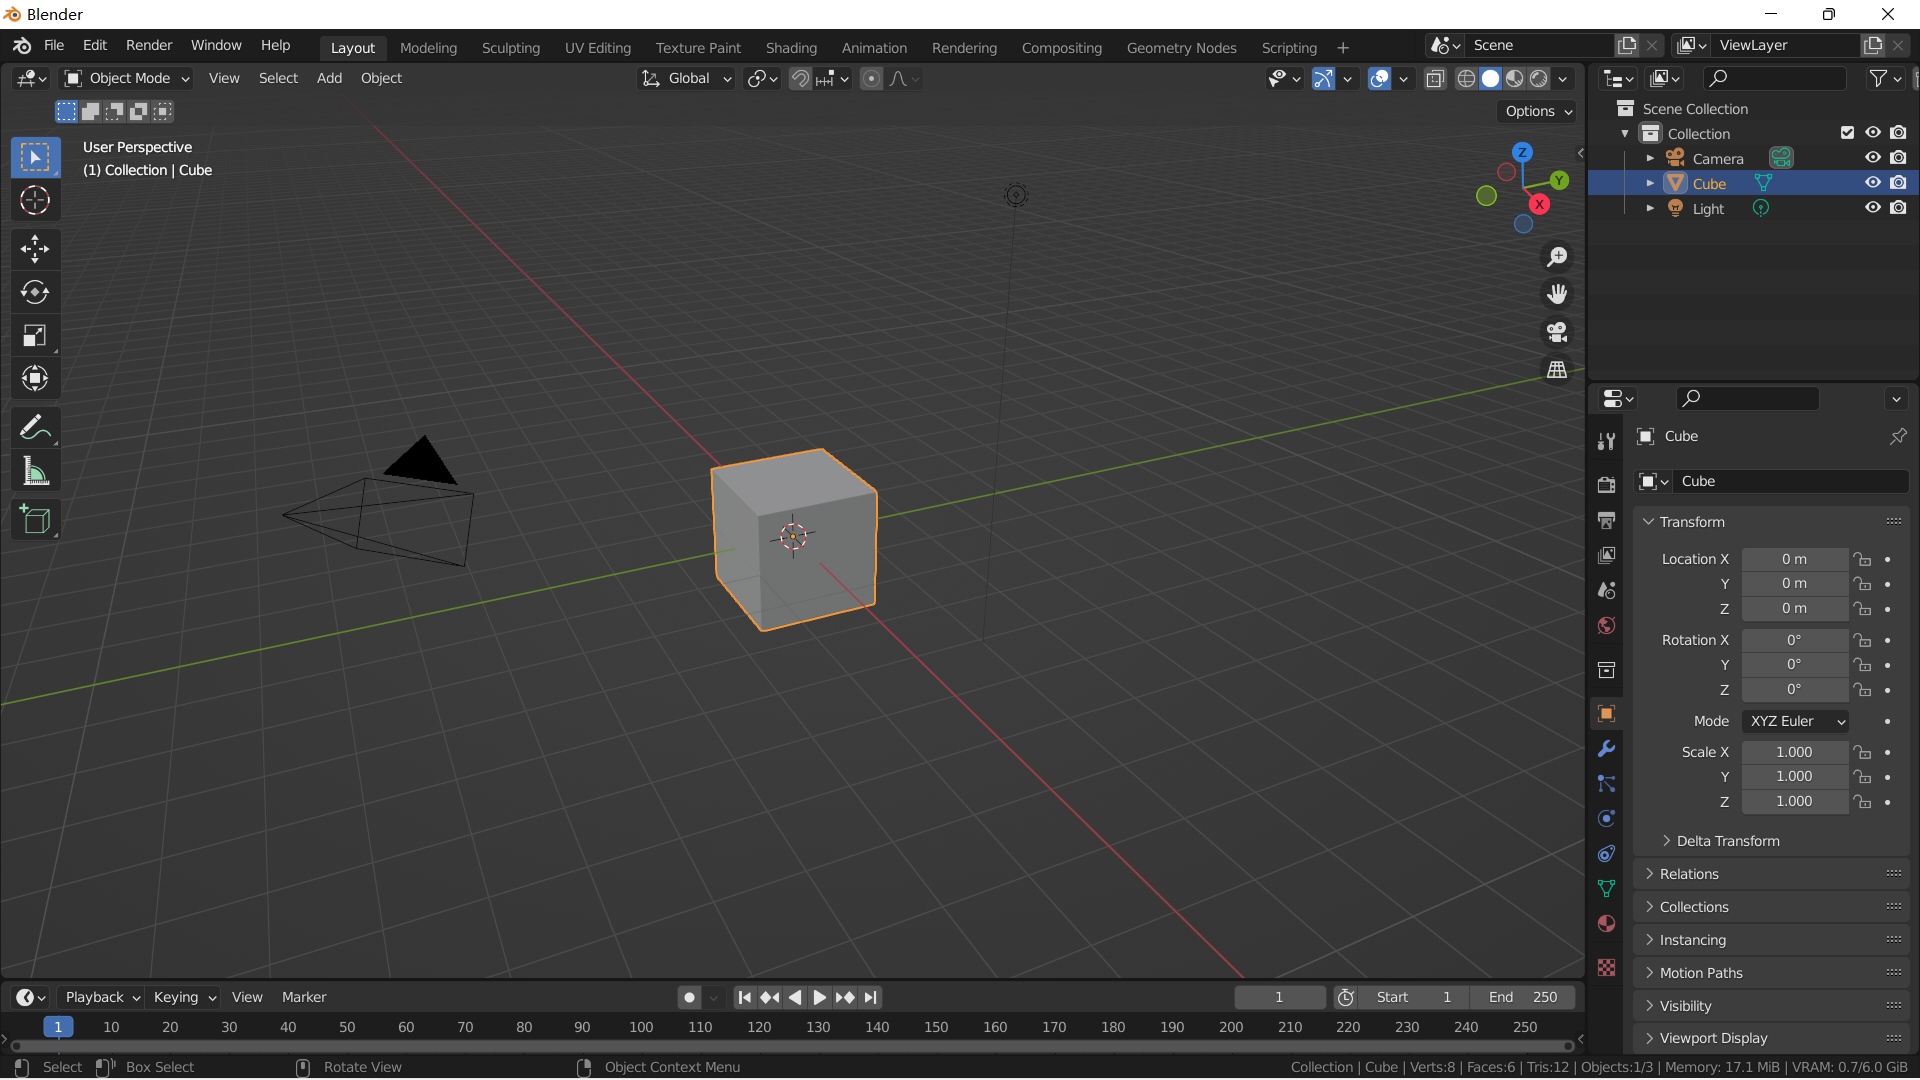 Blender
File Edit Render Window Help Layout Modeling Sculpting UV Editing Texture Paint Shading Animation Rendering Compositing Geometry Nodes Scripting + Scene ViewLayer
Object Mode View Select Add Object Global
Options
User Perspective
(1) Collection | Cube
Z
Y
X
Scene Collection
Collection
Camera
Cube
Light
Cube
Cube
Transform
Location X 0 m
Y 0 m
Z 0 m
Rotation X 0°
Y 0°
Z 0°
Mode XYZ Euler
Scale X 1.000
Y 1.000
Z 1.000
Delta Transform
Relations
Collections
Instancing
Motion Paths
Visibility
Viewport Display
Playback Keying View Marker 1 Start 1 End 250
1 10 20 30 40 50 60 70 80 90 100 110 120 130 140 150 160 170 180 190 200 210 220 230 240 250
Select Box Select Rotate View Object Context Menu Collection | Cube | Verts:8 | Faces:6 | Tris:12 | Objects:1/3 | Memory: 17.1 MiB | VRAM: 0.7/6.0 GiB